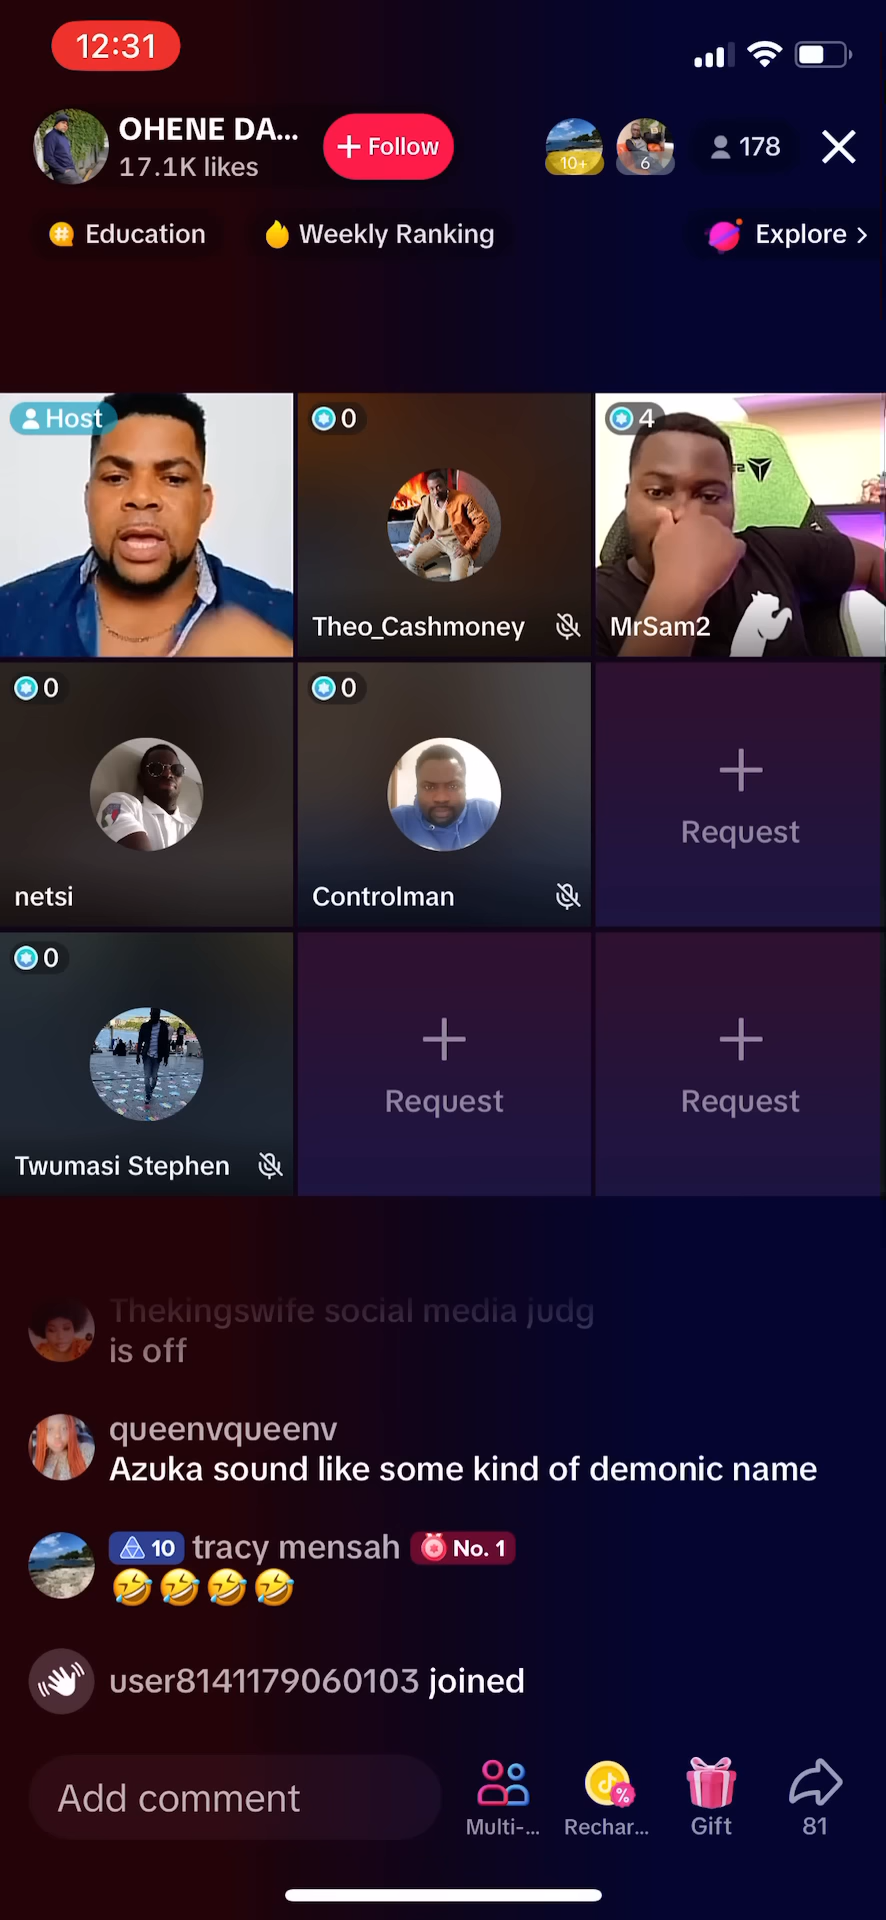 12:31
OHENE DA...
17.1K likes
+ Follow
10+
6
178
Education
Weekly Ranking
Explore >
Host
0
4
Theo_Cashmoney
MrSam2
0
0
Request
netsi
Controlman
0
Request
Request
Twumasi Stephen
Thekingswife social media judg
is off
queenvqueenv
Azuka sound like some kind of demonic name
10 tracy mensah No. 1
🤣🤣🤣🤣
user8141179060103 joined
Add comment
Multi-...
Rechar...
Gift
81